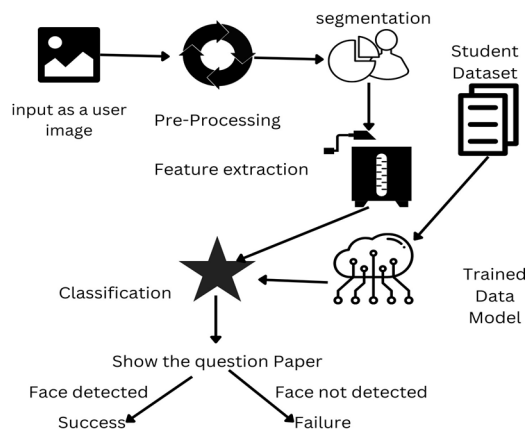 segmentation
Student
Dataset
input as a user
image
Pre-Processing
Feature extraction
Classification
Trained
Data
Model
Show the question Paper
Face detected
Face not detected
Success
Failure